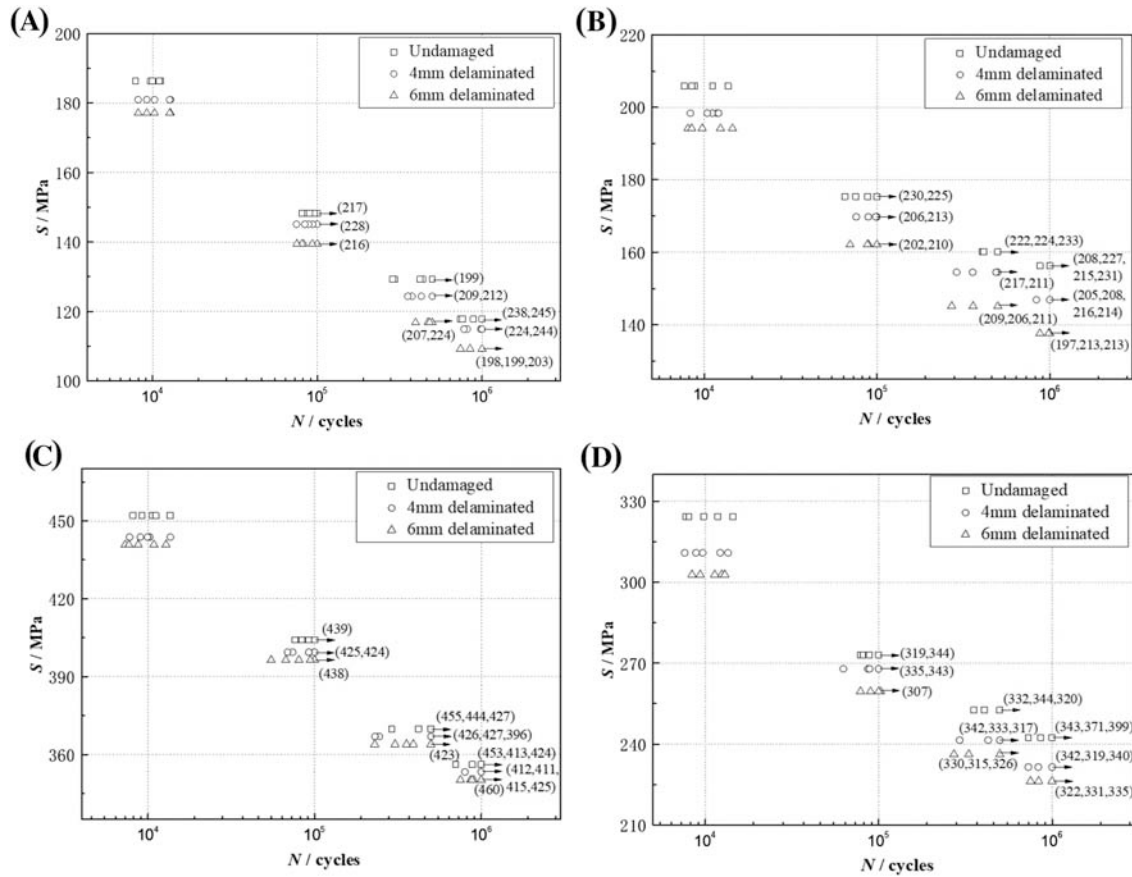 (A)
200
180
160
140
120
100
S / MPa
Undamaged
4mm delaminated
6mm delaminated
(217)
(228)
(216)
(199)
(209,212)
(238,245)
(207,224)
(224,244)
(198,199,203)
10^4
10^5
10^6
N / cycles
(B)
220
200
180
160
140
S / MPa
Undamaged
4mm delaminated
6mm delaminated
(230,225)
(206,213)
(202,210)
(222,224,233)
(208,227,
215,231)
(217,211)
(205,208,
216,214)
(209,206,211)
(197,213,213)
10^4
10^5
10^6
N / cycles
(C)
450
420
390
360
S / MPa
Undamaged
4mm delaminated
6mm delaminated
(439)
(425,424)
(438)
(455,444,427)
(426,427,396)
(423)
(453,413,424)
(412,411,
415,425)
(460)
10^4
10^5
10^6
N / cycles
(D)
330
300
270
240
210
S / MPa
Undamaged
4mm delaminated
6mm delaminated
(319,344)
(335,343)
(307)
(332,344,320)
(342,333,317)
(343,371,399)
(330,315,326)
(342,319,340)
(322,331,335)
10^4
10^5
10^6
N / cycles